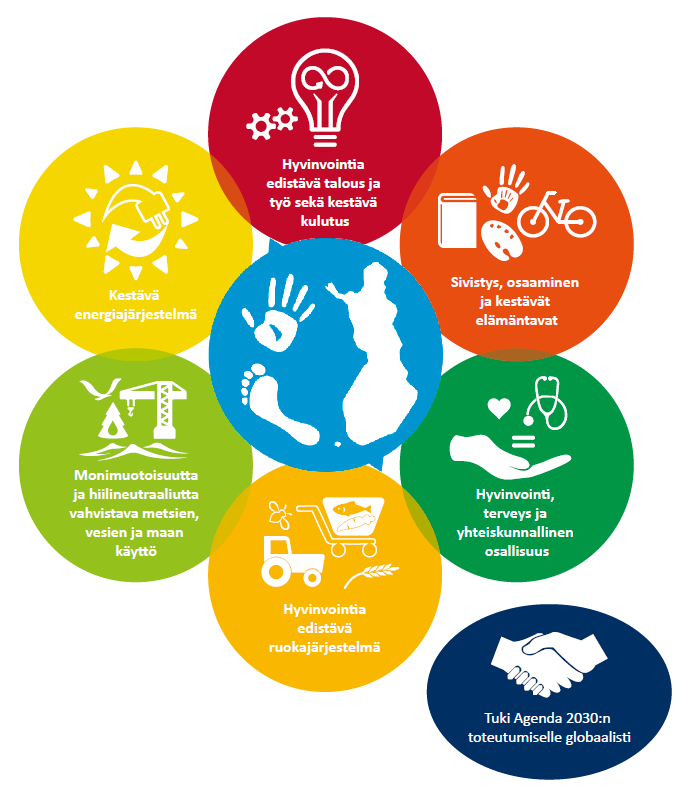 Hyvinvointia
edistävä talous ja
työ sekä kestävä
kulutus
Sivistys, osaaminen
ja kestävät
elämäntavat
Hyvinvointi,
terveys ja
yhteiskunnallinen
osallisuus
Hyvinvointia
edistävä
ruokajärjestelmä
Monimuotoisuutta
ja hiilineutraaliutta
vahvistava metsien,
vesien ja maan
käyttö
Kestävä
energiajärjestelmä
Tuki Agenda 2030:n
toteutumiselle globaalisti